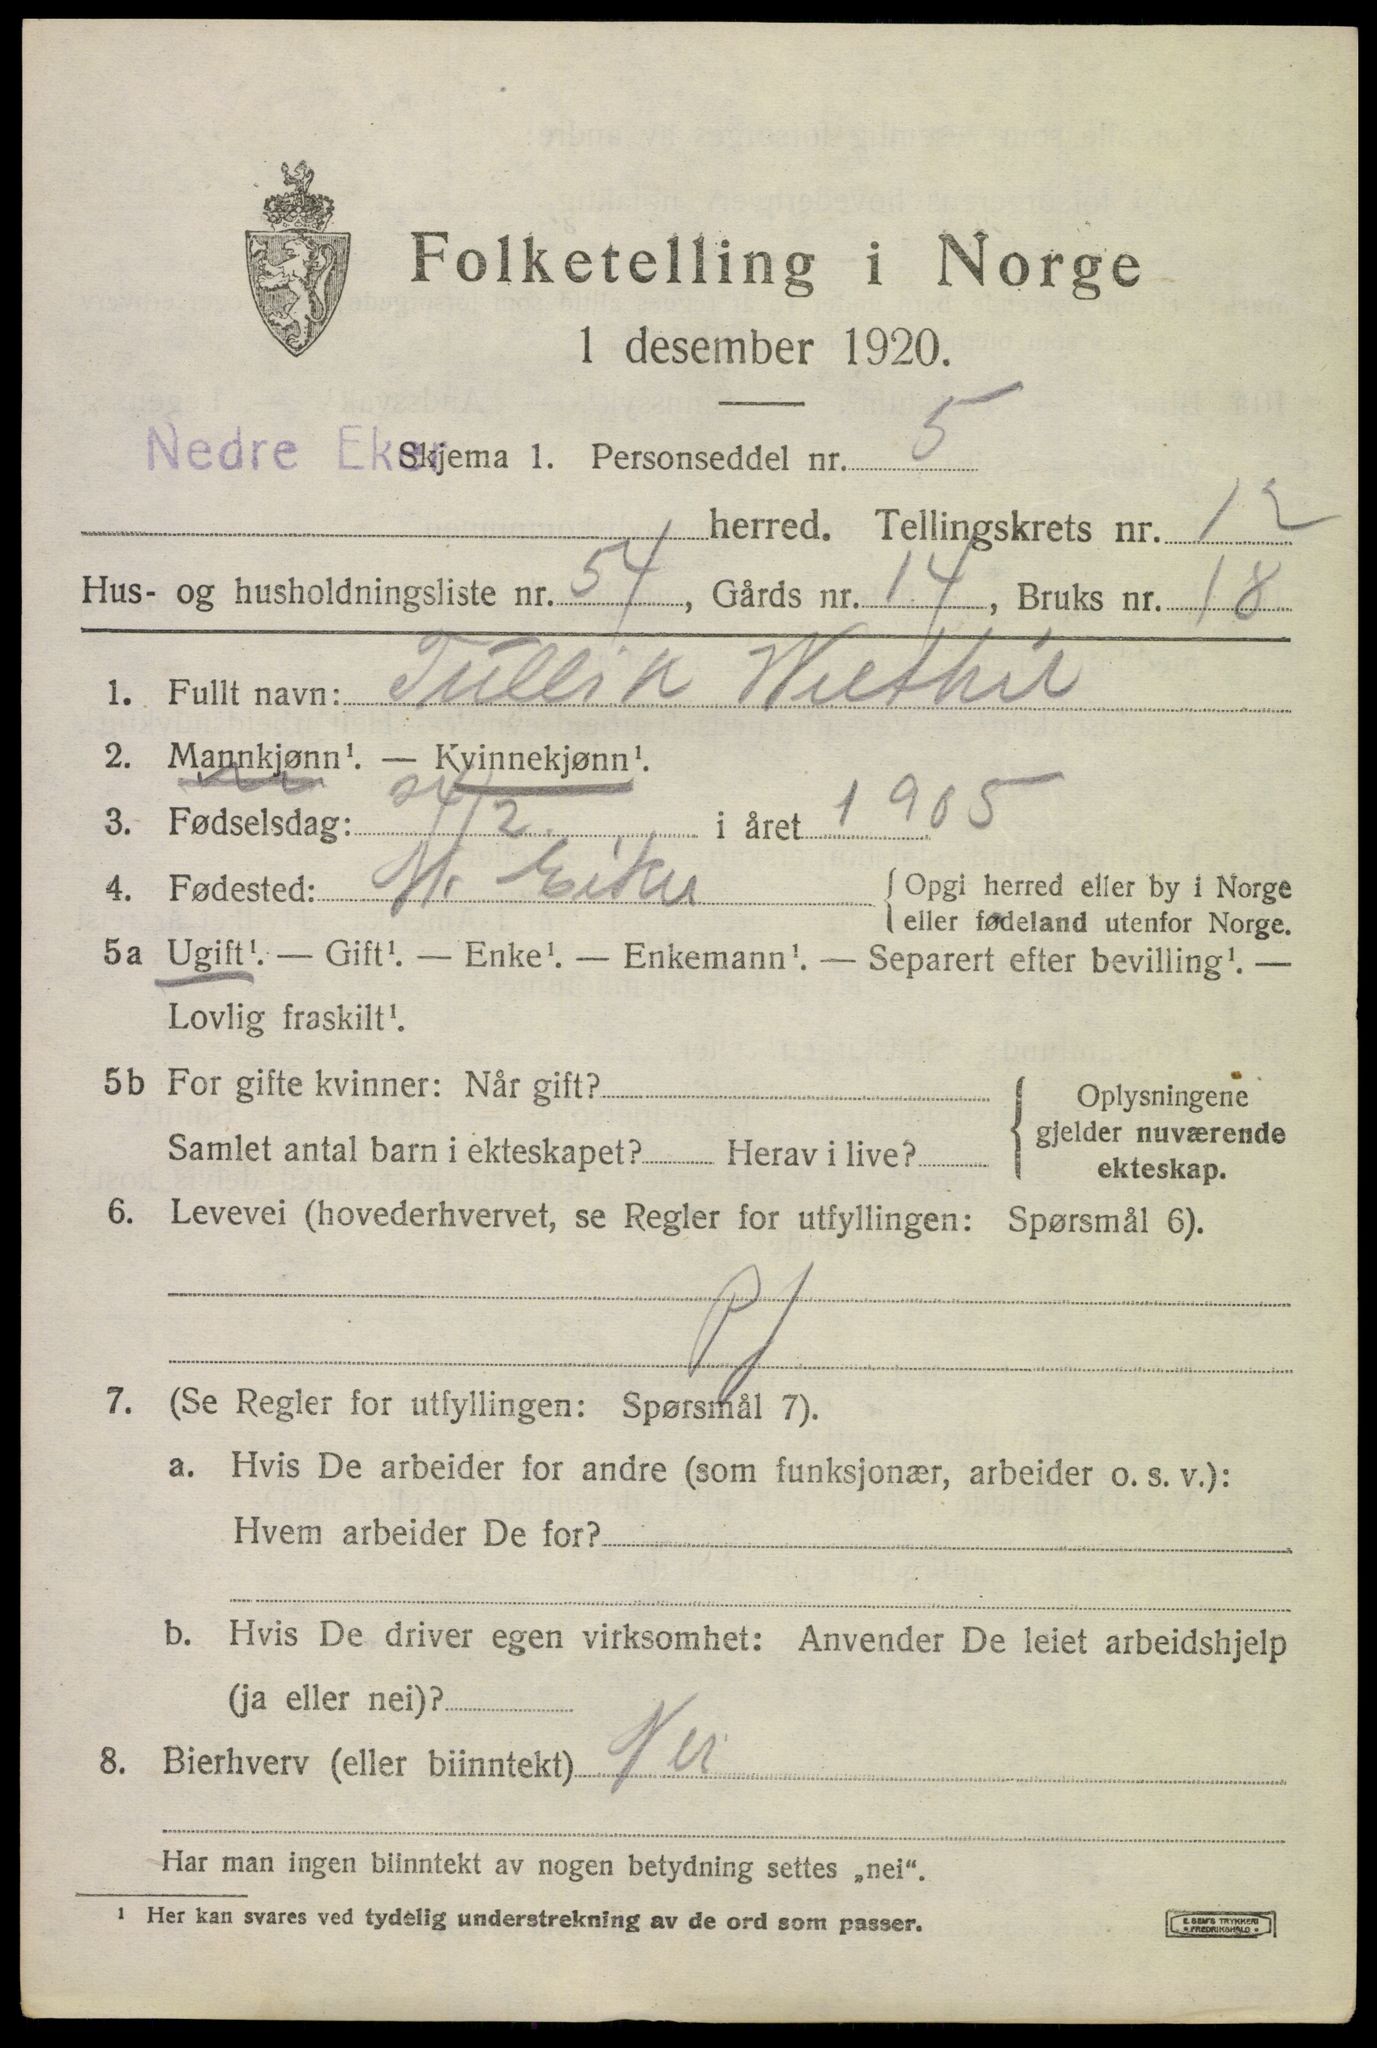 Folketelling i Norge
1 desember 1920.
Nedre Eker
Skjema 1. Personseddel nr. 5
herred. Tellingskrets nr. 12
Hus- og husholdningsliste nr. 54, Gårds nr. 14, Bruks nr. 18
1. Fullt navn:
2. Mannkjønn¹. — Kvinnekjønn¹.
3. Fødselsdag: 24/2. i året 1905
4. Fødested: N. Eiker { Opgi herred eller by i Norge
eller fødeland utenfor Norge.
5a Ugift¹. — Gift¹. — Enke¹. — Enkemann¹. — Separert efter bevilling¹. —
Lovlig fraskilt¹.
5b For gifte kvinner: Når gift? { Oplysningene
gjelder nuværende
Samlet antal barn i ekteskapet? Herav i live?
ekteskap.
6. Levevei (hovederhvervet, se Regler for utfyllingen: Spørsmål 6).
7. (Se Regler for utfyllingen: Spørsmål 7).
a. Hvis De arbeider for andre (som funksjonær, arbeider o. s. v.):
Hvem arbeider De for?
b. Hvis De driver egen virksomhet: Anvender De leiet arbeidshjelp
(ja eller nei)?
8. Bierhverv (eller biinntekt) Nei
Har man ingen biinntekt av nogen betydning settes „nei“.
¹ Her kan svares ved tydelig understrekning av de ord som passer.
E. SEM'S TRYKKERI
FREDRIKSHALD